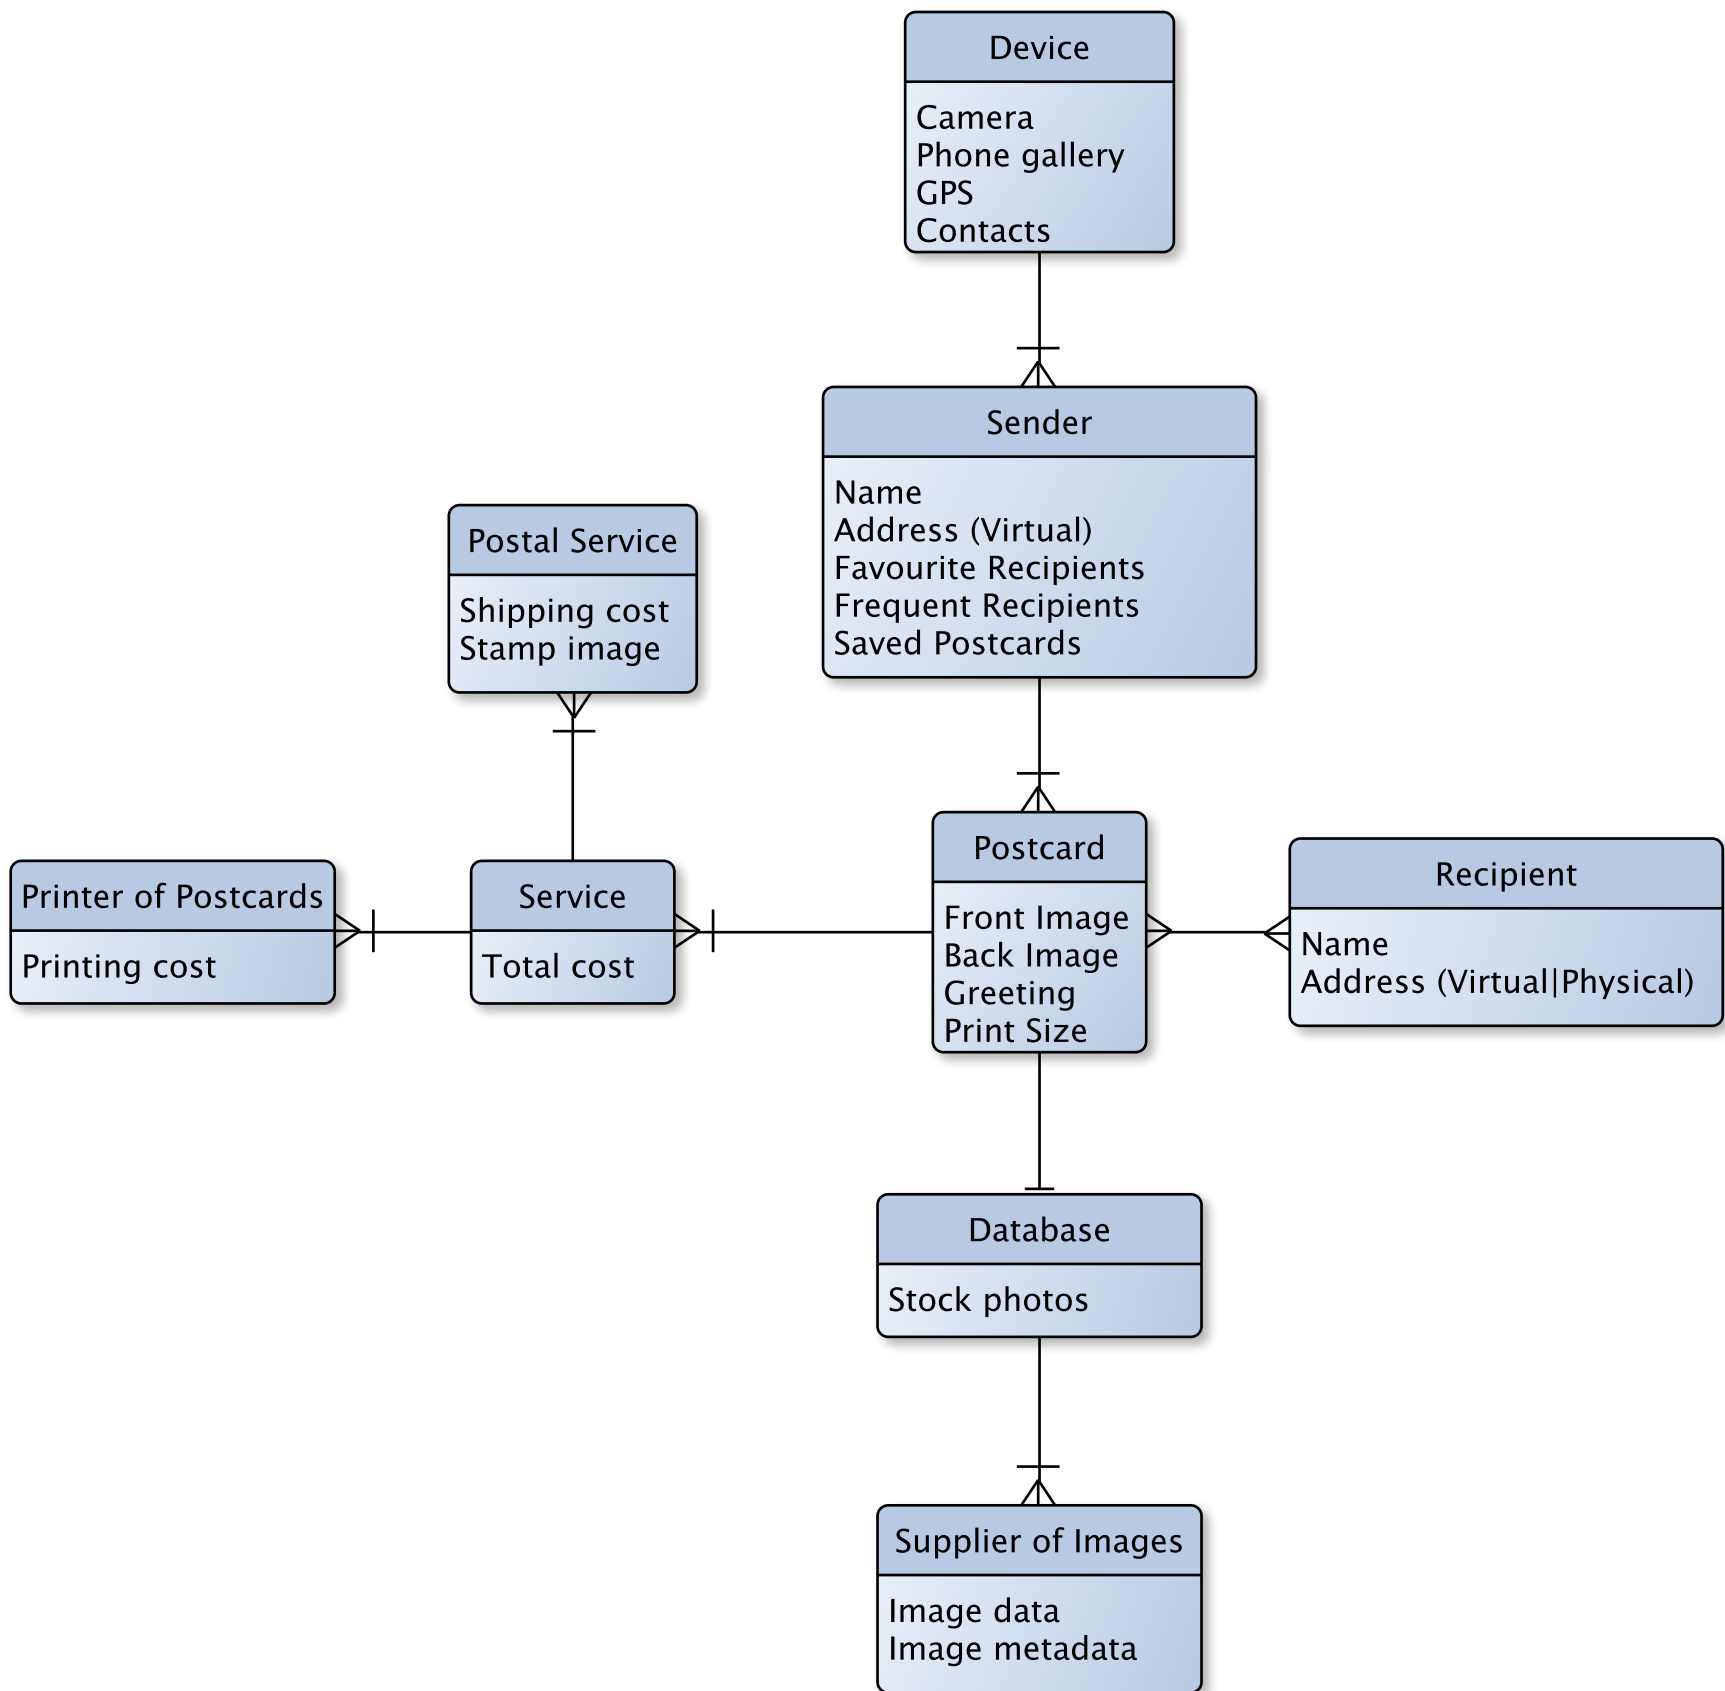 Device
Camera
Phone gallery
GPS
Contacts
Sender
Name
Address (Virtual)
Favourite Recipients
Frequent Recipients
Saved Postcards
Postal Service
Shipping cost
Stamp image
Printer of Postcards
Printing cost
Service
Total cost
Postcard
Front Image
Back Image
Greeting
Print Size
Recipient
Name
Address (Virtual|Physical)
Database
Stock photos
Supplier of Images
Image data
Image metadata